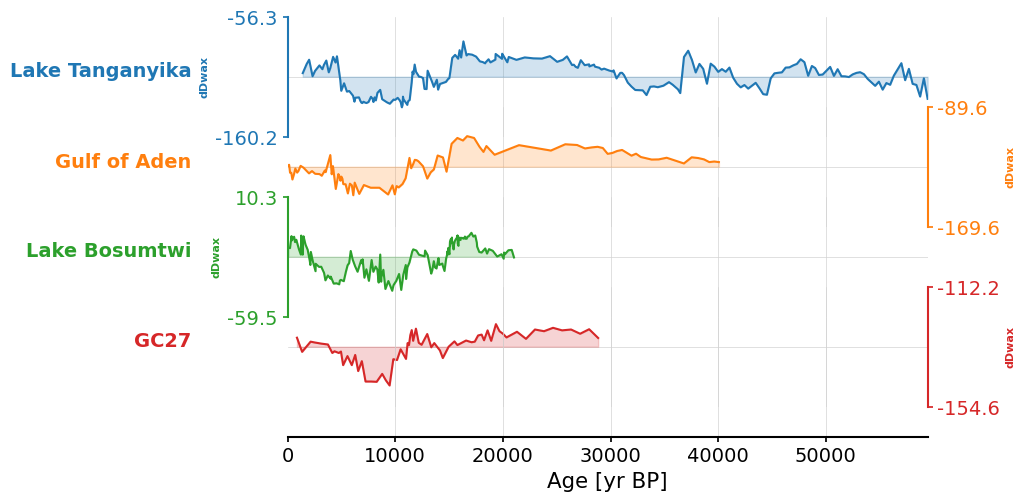 -56.3
Lake Tanganyika
dDwax
-160.2
-89.6
Gulf of Aden
dDwax
-169.6
10.3
Lake Bosumtwi
dDwax
-59.5
-112.2
GC27
dDwax
-154.6
0 10000 20000 30000 40000 50000
Age [yr BP]